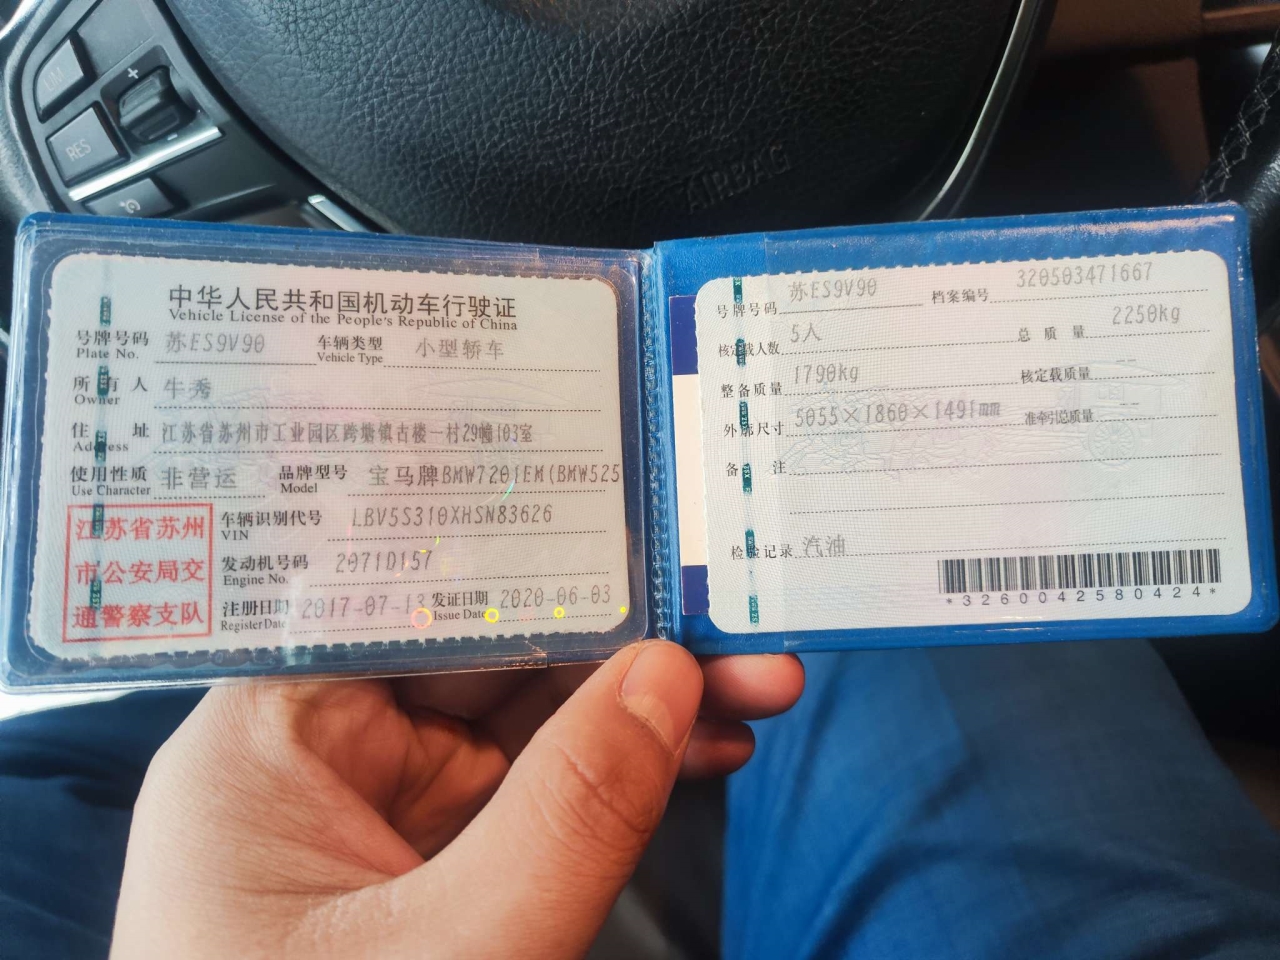 RES
AIRBAG
中华人民共和国机动车行驶证
Vehicle License of the People's Republic of China
号牌号码 苏ES9V90 车辆类型 小型轿车
Plate No. Vehicle Type
所有人 牛秀
Owner
住址 江苏省苏州市工业园区跨塘镇古楼一村29幢103室
Address
使用性质 非营运 品牌型号 宝马牌BMW7201EM(BMW525
Use Character Model
江苏省苏州
市公安局交
通警察支队
车辆识别代号 LBV5S310XHSN83626
VIN
发动机号码 2071D157
Engine No.
注册日期 2017-07-13 发证日期 2020-06-03
Register Date Issue Date
号牌号码 苏ES9V90 档案编号 320503471667
核定载人数 5人 总质量 2250kg
整备质量 1790kg 核定载质量 --
外廓尺寸 5055×1860×1491mm 准牵引总质量 --
备注
检验记录 汽油
*3260042580424*